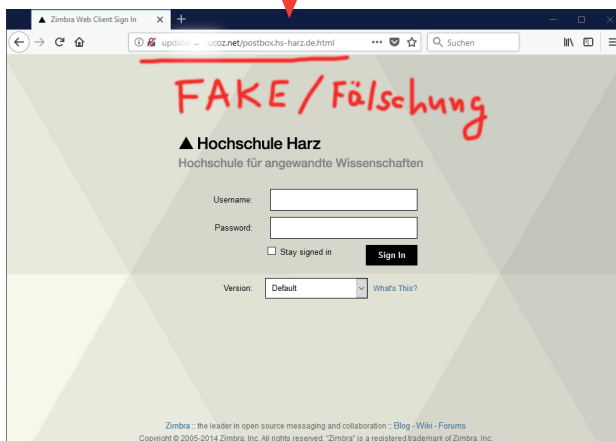 Zimbra Web Client Sign In
.ucoz.net/postbox.hs-harz.de.html
Suchen
FAKE / Fälschung
Hochschule Harz
Hochschule für angewandte Wissenschaften
Username:
Password:
Stay signed in
Sign In
Version: Default What's This?
Zimbra :: the leader in open source messaging and collaboration :: Blog - Wiki - Forums
Copyright © 2005-2014 Zimbra, Inc. All rights reserved. "Zimbra" is a registered trademark of Zimbra, Inc.